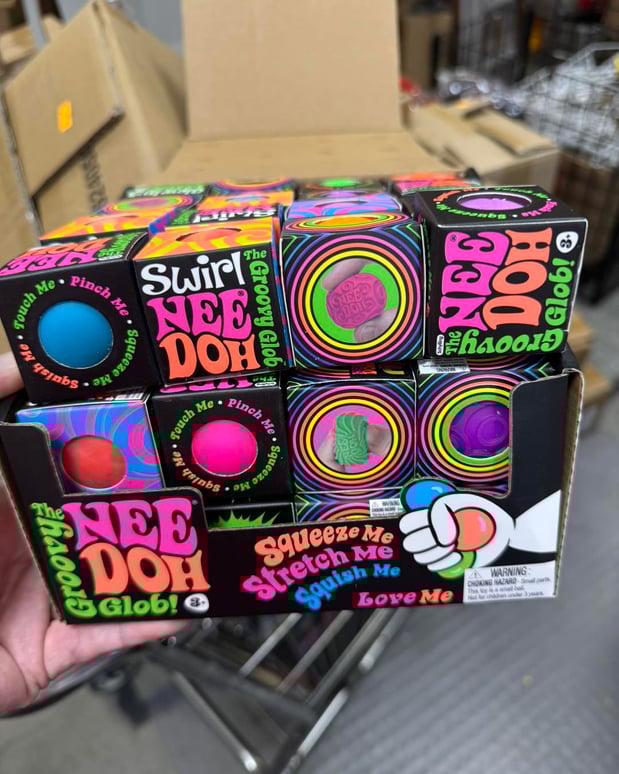 Touch Me • Pinch Me •
Squeeze Me •
Squish Me •
Swirl
NEE
DOH
The Groovy Glob!
NEE
DOH
The Groovy Glob!
3+
Squeeze Me •
Touch Me • Pinch Me •
Squeeze Me •
Squish Me •
The Groovy Glob!
NEE
DOH
3+
Squeeze Me
Stretch Me
Squish Me
Love Me
WARNING:
CHOKING HAZARD - Small parts.
This toy is a small ball.
Not for children under 3 years.